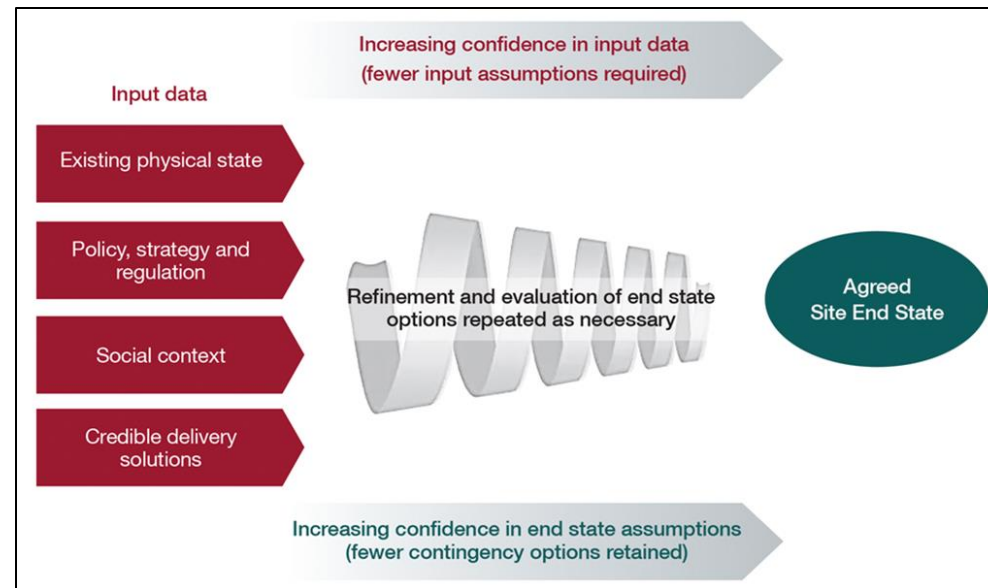 Increasing confidence in input data
(fewer input assumptions required)
Input data
Existing physical state
Policy, strategy and
regulation
Social context
Credible delivery
solutions
Refinement and evaluation of end state
options repeated as necessary
Agreed
Site End State
Increasing confidence in end state assumptions
(fewer contingency options retained)